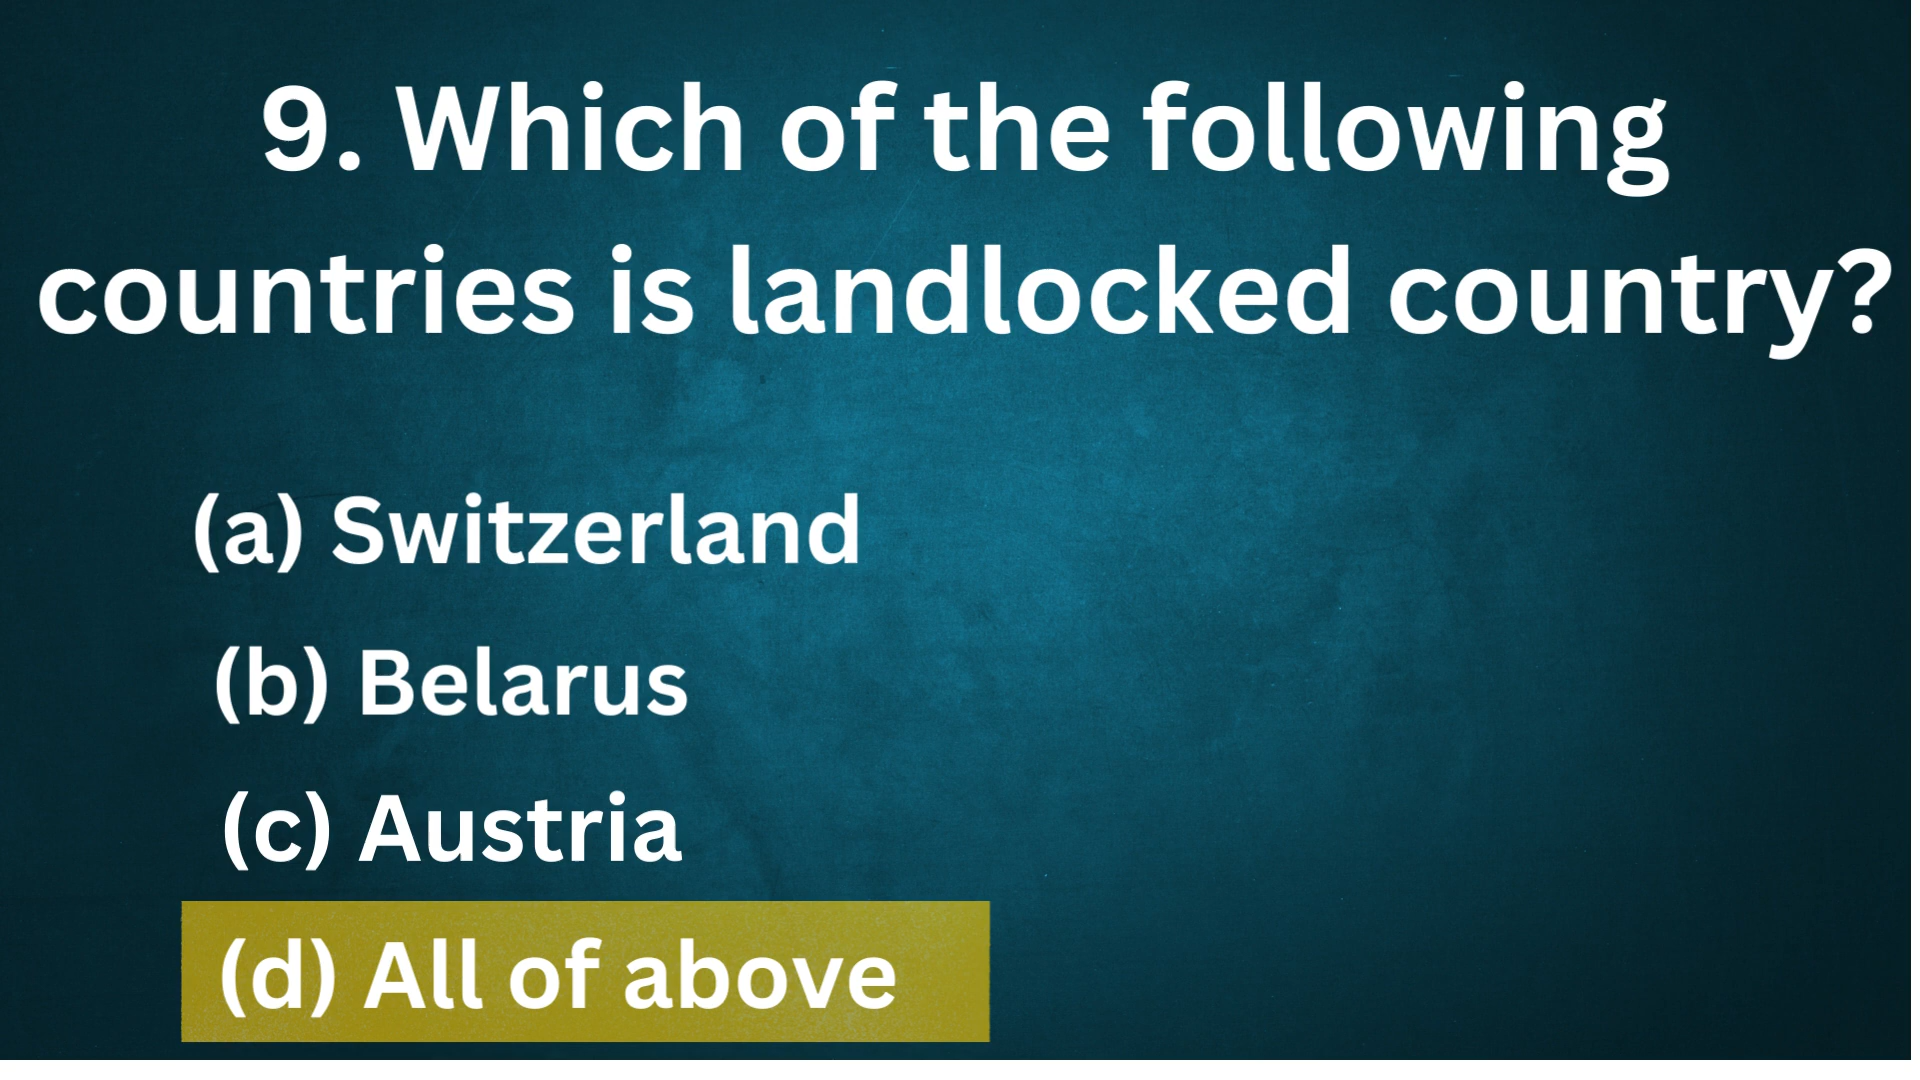 9. Which of the following
countries is landlocked country?
(a) Switzerland
(b) Belarus
(c) Austria
(d) All of above